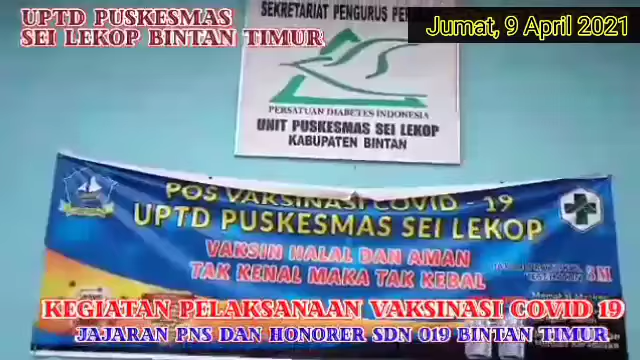 UPTD PUSKESMAS
SEI LEKOP BINTAN TIMUR
Jumat, 9 April 2021
SEKRETARIAT PENGURUS
PERSATUAN DIABETES INDONESIA
UNIT PUSKESMAS SEI LEKOP
KABUPATEN BINTAN
POS VAKSINASI COVID - 19
UPTD PUSKESMAS SEI LEKOP
VAKSIN HALAL DAN AMAN
TAK KENAL MAKA TAK KEBAL
3M
KEGIATAN PELAKSANAAN VAKSINASI COVID 19
JAJARAN PNS DAN HONORER SDN 019 BINTAN TIMUR